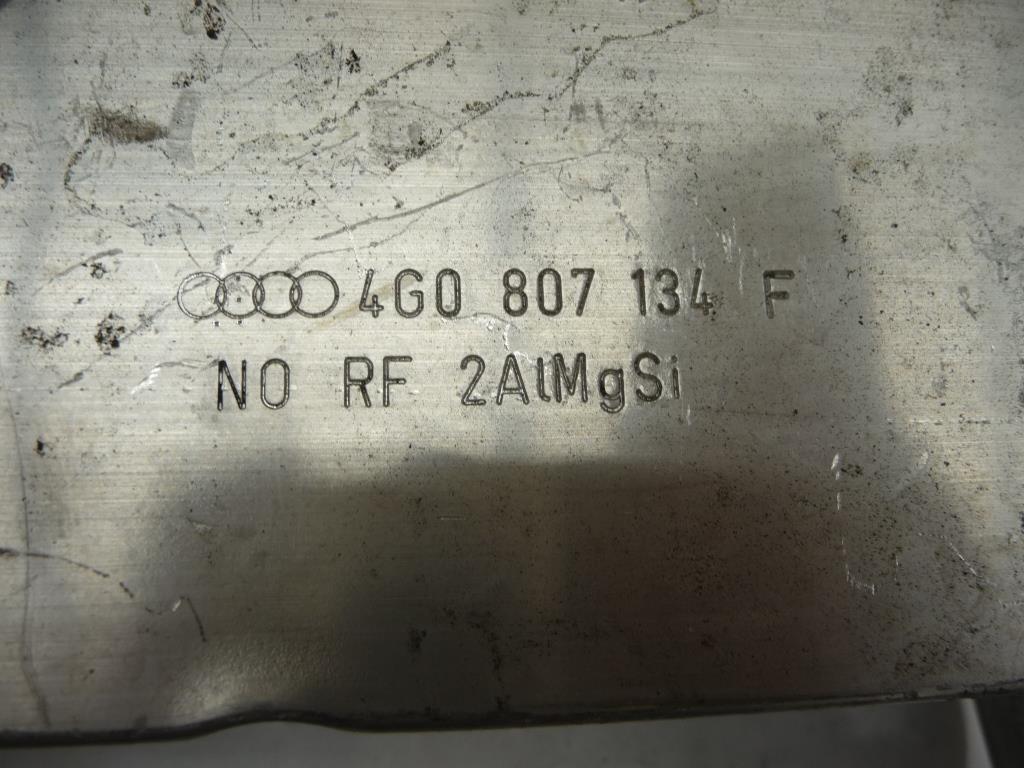 4G0 807 134 F
NO RF 2AlMgSi